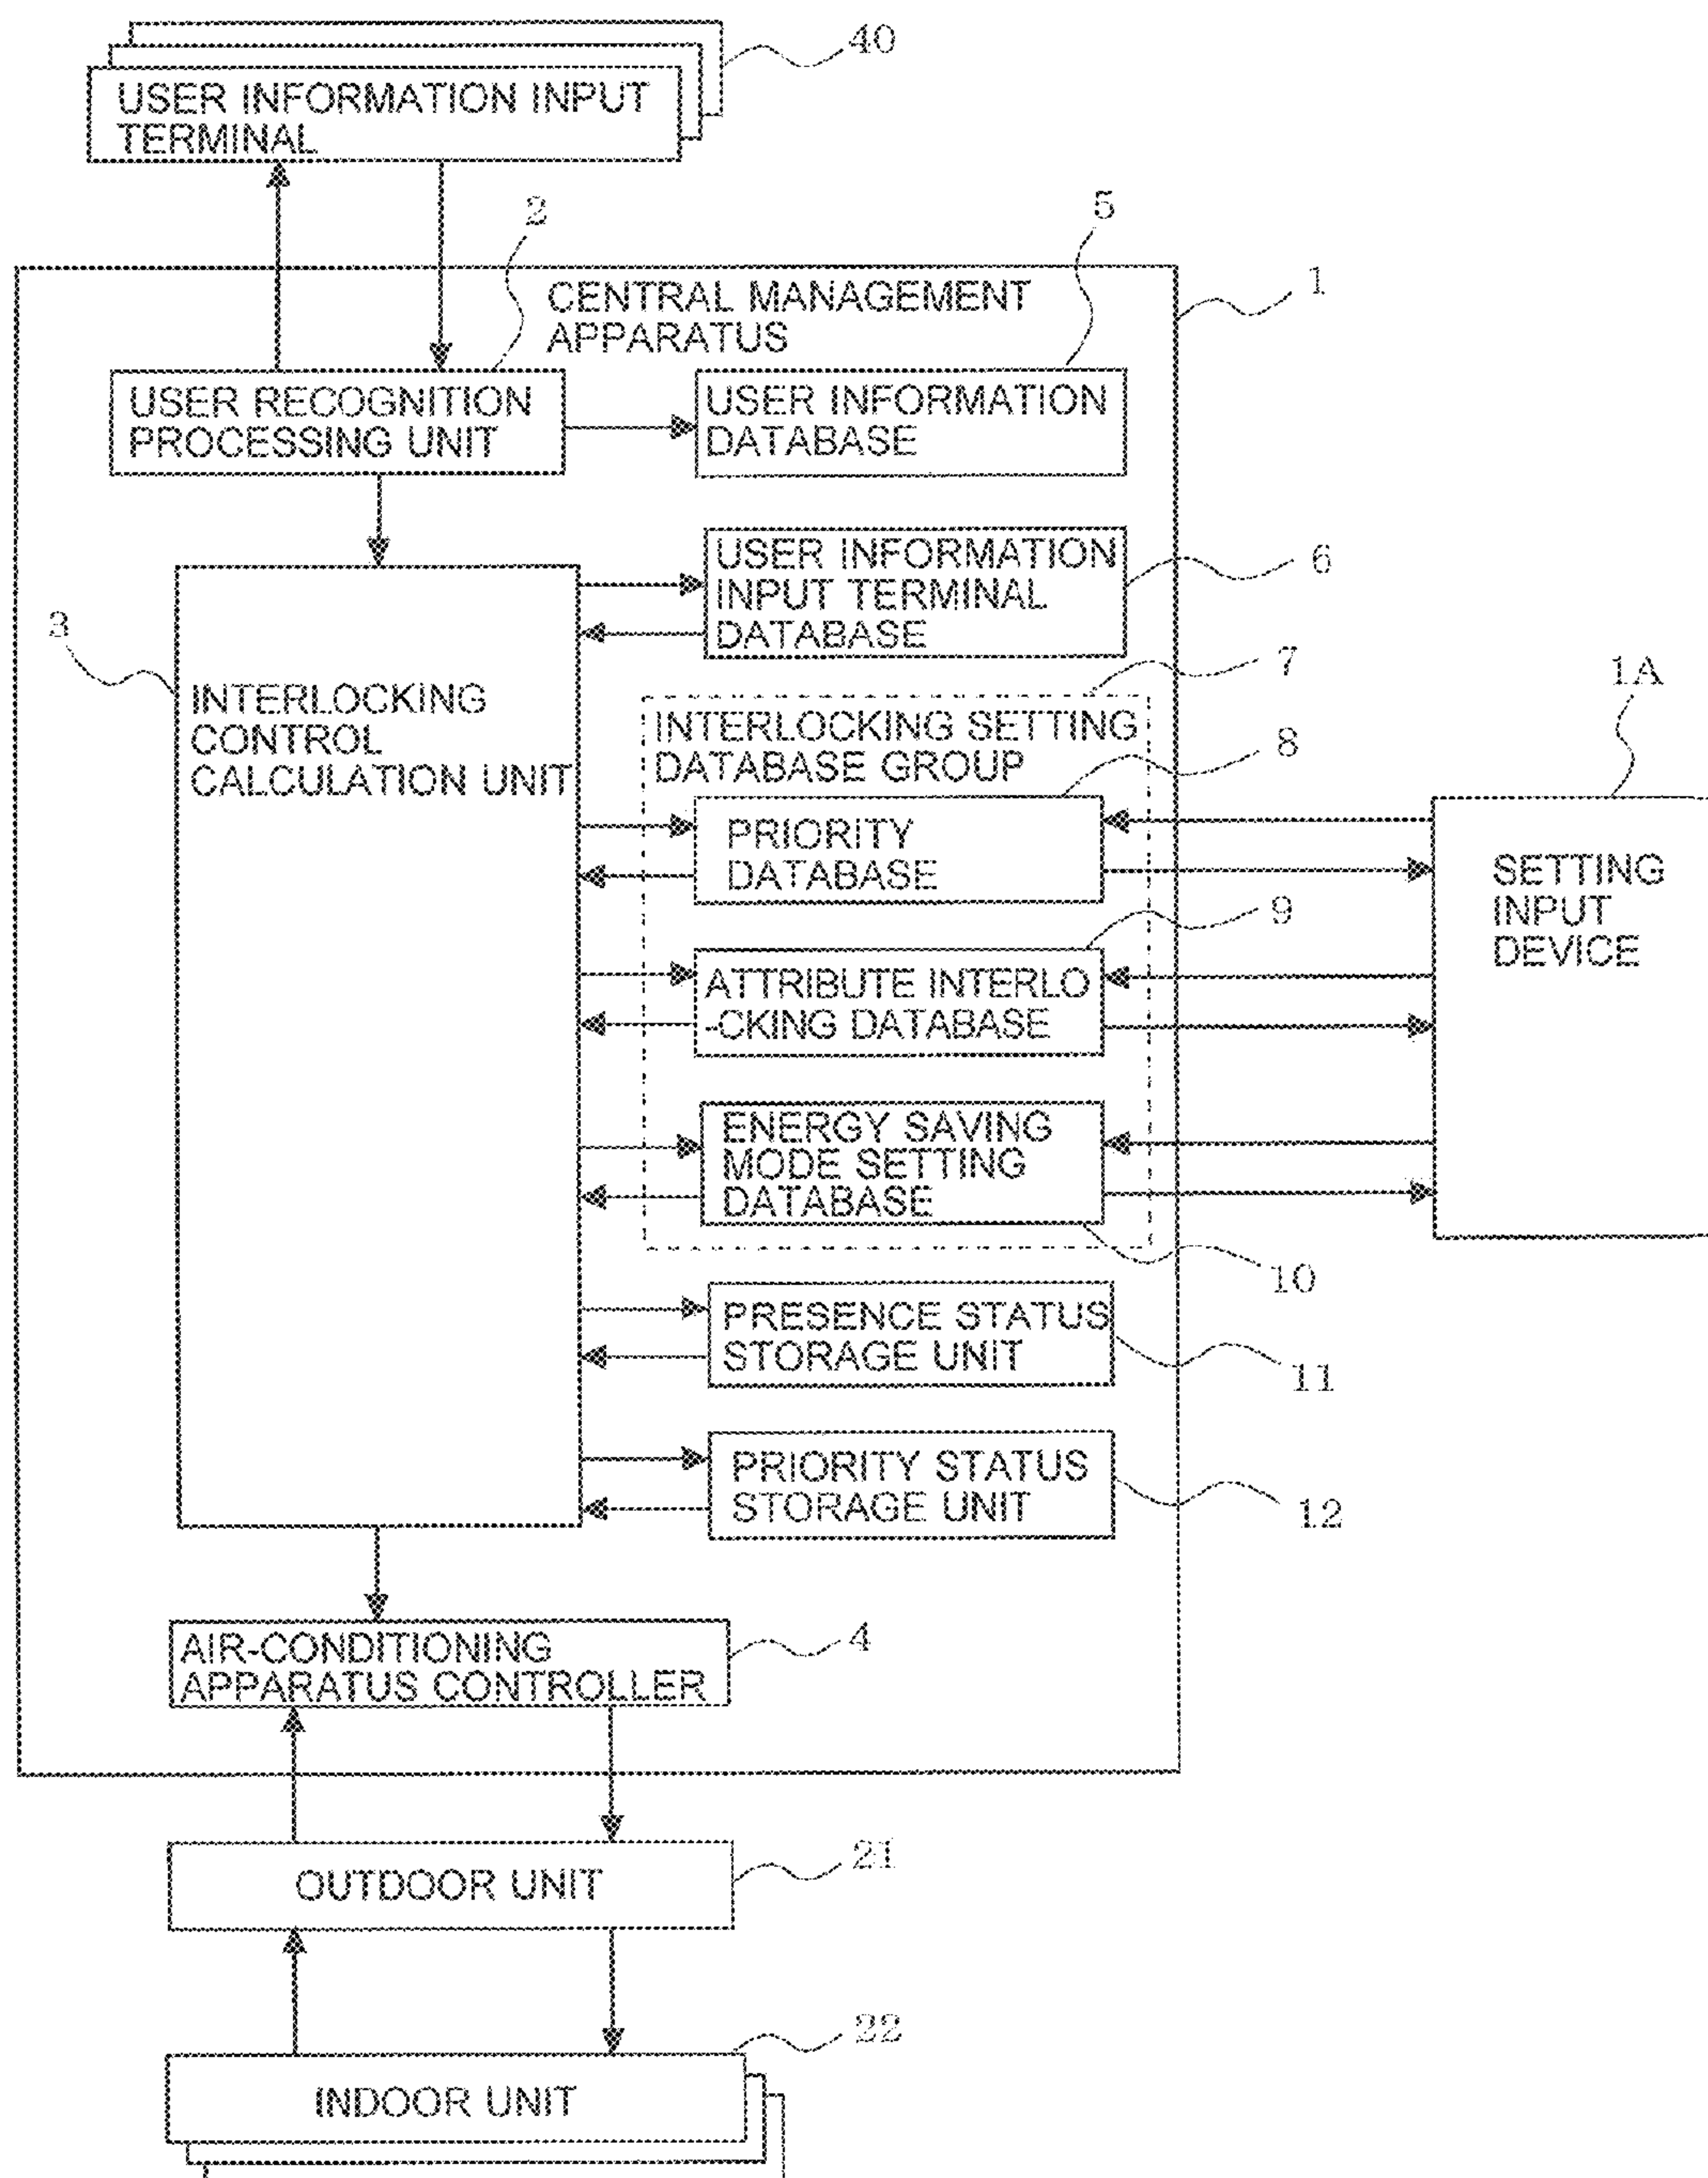 40
USER INFORMATION INPUT
TERMINAL
2
5
1
CENTRAL MANAGEMENT
APPARATUS
USER RECOGNITION
PROCESSING UNIT
USER INFORMATION
DATABASE
6
USER INFORMATION
INPUT TERMINAL
DATABASE
3
7
1A
INTERLOCKING
CONTROL
CALCULATION UNIT
INTERLOCKING SETTING
DATABASE GROUP
8
PRIORITY
DATABASE
SETTING
INPUT
DEVICE
9
ATTRIBUTE INTERLO
-CKING DATABASE
ENERGY SAVING
MODE SETTING
DATABASE
10
PRESENCE STATUS
STORAGE UNIT
11
PRIORITY STATUS
STORAGE UNIT
12
AIR-CONDITIONING
APPARATUS CONTROLLER
4
OUTDOOR UNIT
21
22
INDOOR UNIT